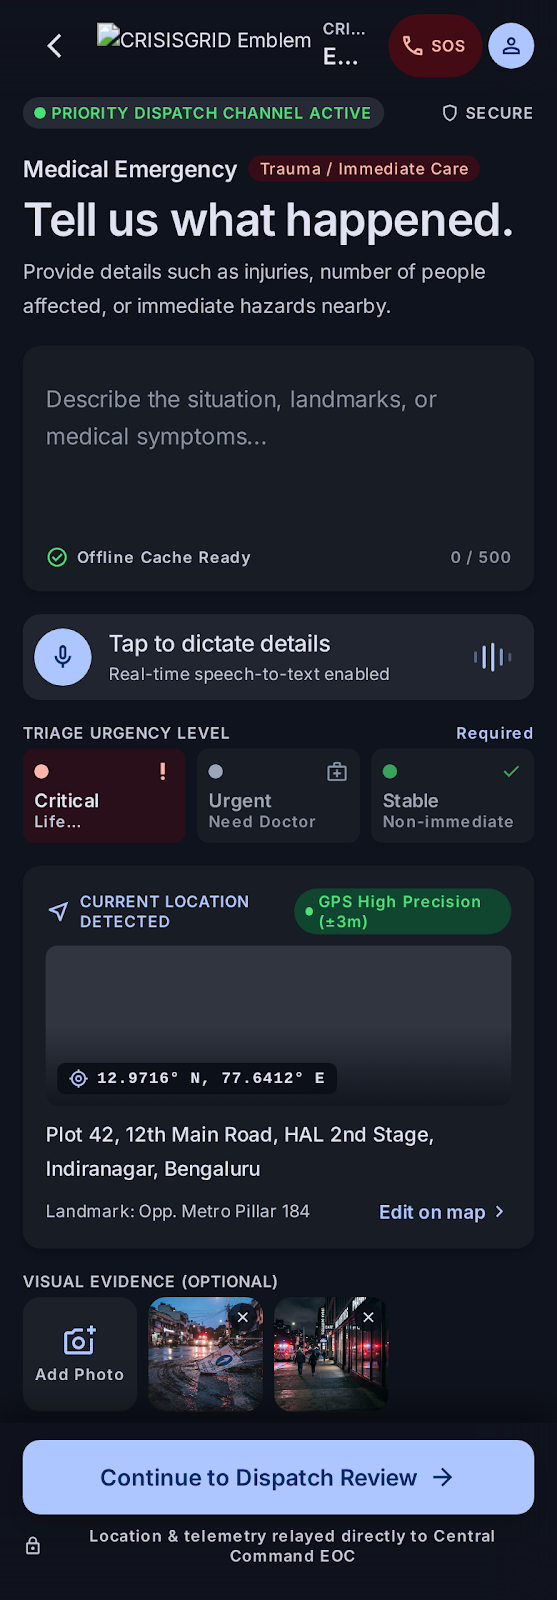 CRISISGRID Emblem
CRI...
E...
SOS
PRIORITY DISPATCH CHANNEL ACTIVE
SECURE
Medical Emergency
Trauma / Immediate Care
Tell us what happened.
Provide details such as injuries, number of people
affected, or immediate hazards nearby.
Describe the situation, landmarks, or
medical symptoms...
Offline Cache Ready
0 / 500
Tap to dictate details
Real-time speech-to-text enabled
TRIAGE URGENCY LEVEL
Required
Critical
Life...
Urgent
Need Doctor
Stable
Non-immediate
CURRENT LOCATION
DETECTED
GPS High Precision
(±3m)
12.9716° N, 77.6412° E
Plot 42, 12th Main Road, HAL 2nd Stage,
Indiranagar, Bengaluru
Landmark: Opp. Metro Pillar 184
Edit on map
VISUAL EVIDENCE (OPTIONAL)
Add Photo
Continue to Dispatch Review
Location & telemetry relayed directly to Central
Command EOC